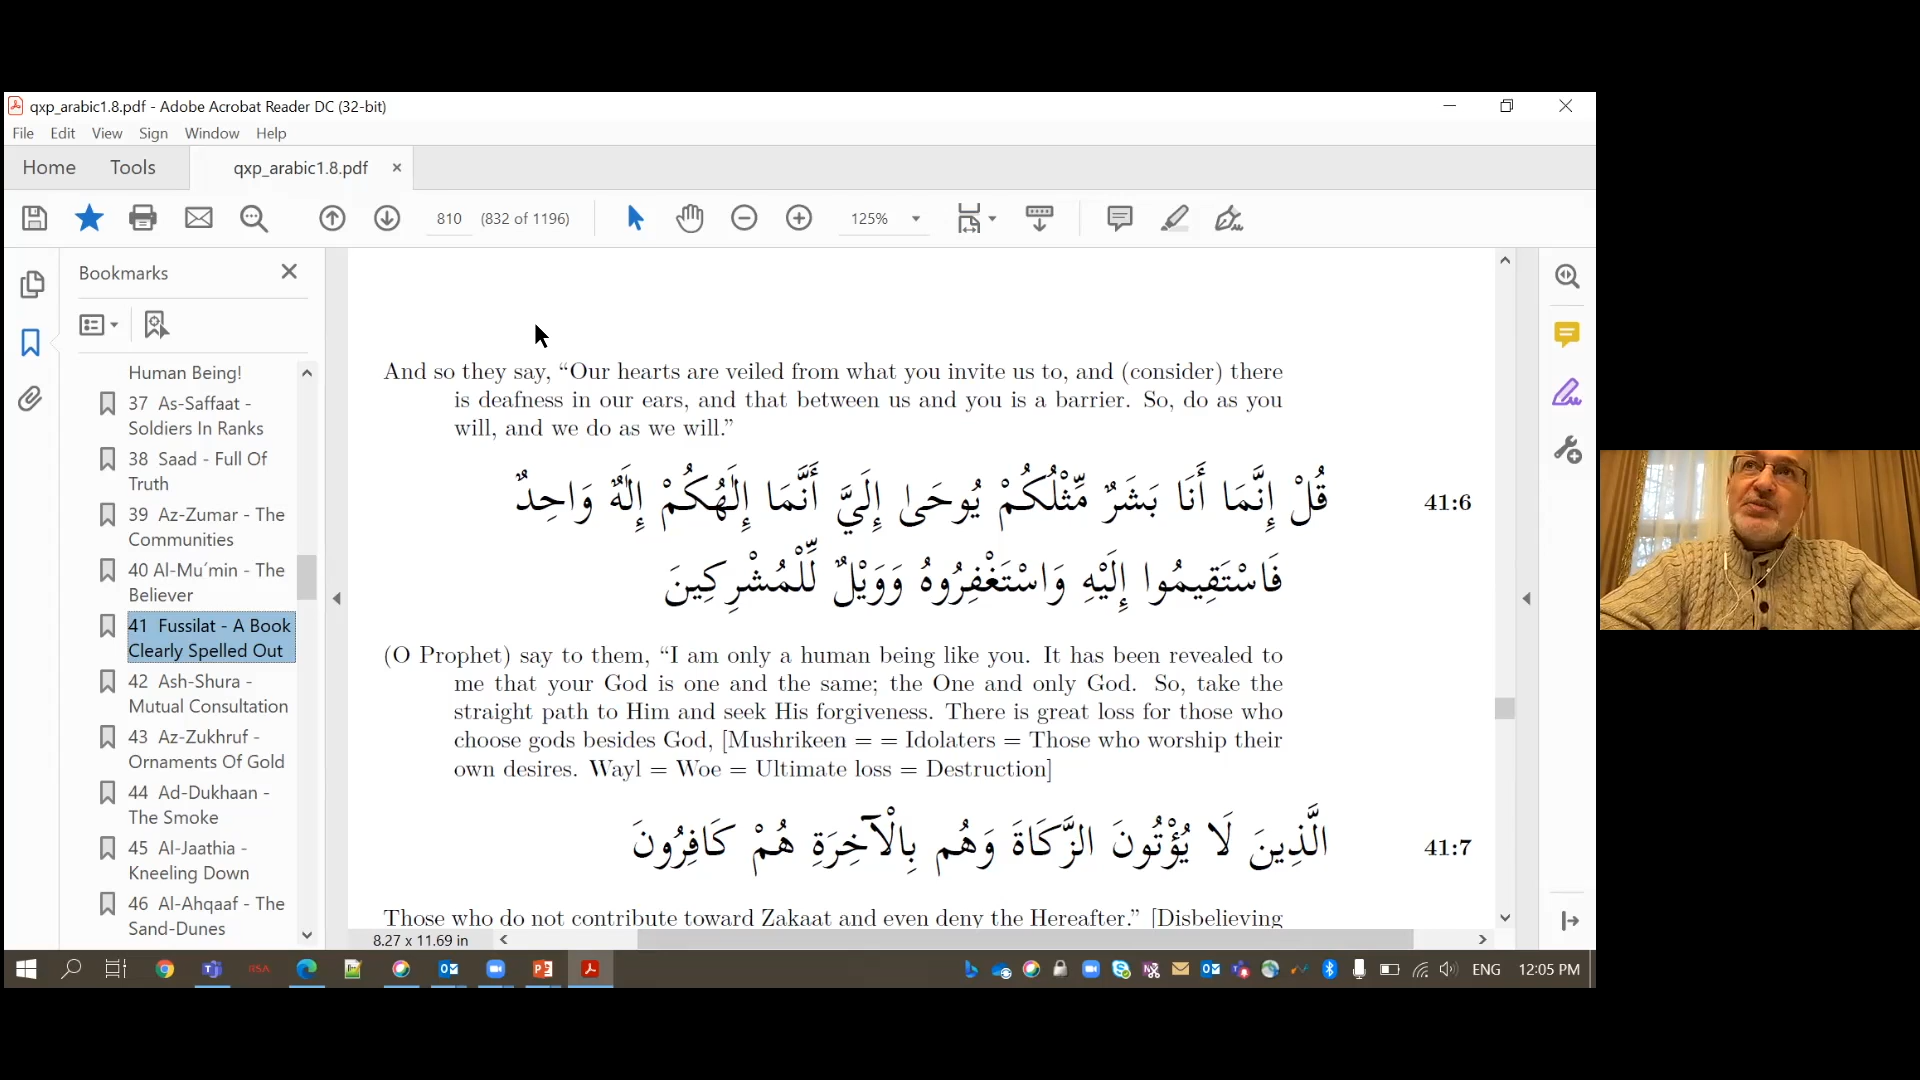 qxp_arabic1.8.pdf - Adobe Acrobat Reader DC (32-bit)
File Edit View Sign Window Help
Home Tools qxp_arabic1.8.pdf
810 (832 of 1196) 125%
Bookmarks
Human Being!
37 As-Saffaat -
Soldiers In Ranks
38 Saad - Full Of
Truth
39 Az-Zumar - The
Communities
40 Al-Mu´min - The
Believer
41 Fussilat - A Book
Clearly Spelled Out
42 Ash-Shura -
Mutual Consultation
43 Az-Zukhruf -
Ornaments Of Gold
44 Ad-Dukhaan -
The Smoke
45 Al-Jaathia -
Kneeling Down
46 Al-Ahqaaf - The
Sand-Dunes
And so they say, “Our hearts are veiled from what you invite us to, and (consider) there
is deafness in our ears, and that between us and you is a barrier. So, do as you
will, and we do as we will.”
قُلْ إِنَّمَا أَنَا بَشَرٌ مِّثْلُكُمْ يُوحَىٰ إِلَيَّ أَنَّمَا إِلَٰهُكُمْ إِلَٰهٌ وَاحِدٌ 41:6
فَاسْتَقِيمُوا إِلَيْهِ وَاسْتَغْفِرُوهُ وَوَيْلٌ لِّلْمُشْرِكِينَ
(O Prophet) say to them, “I am only a human being like you. It has been revealed to
me that your God is one and the same; the One and only God. So, take the
straight path to Him and seek His forgiveness. There is great loss for those who
choose gods besides God, [Mushrikeen = = Idolaters = Those who worship their
own desires. Wayl = Woe = Ultimate loss = Destruction]
الَّذِينَ لَا يُؤْتُونَ الزَّكَاةَ وَهُم بِالْآخِرَةِ هُمْ كَافِرُونَ 41:7
Those who do not contribute toward Zakaat and even deny the Hereafter.” [Disbelieving
8.27 x 11.69 in
RSA ENG 12:05 PM